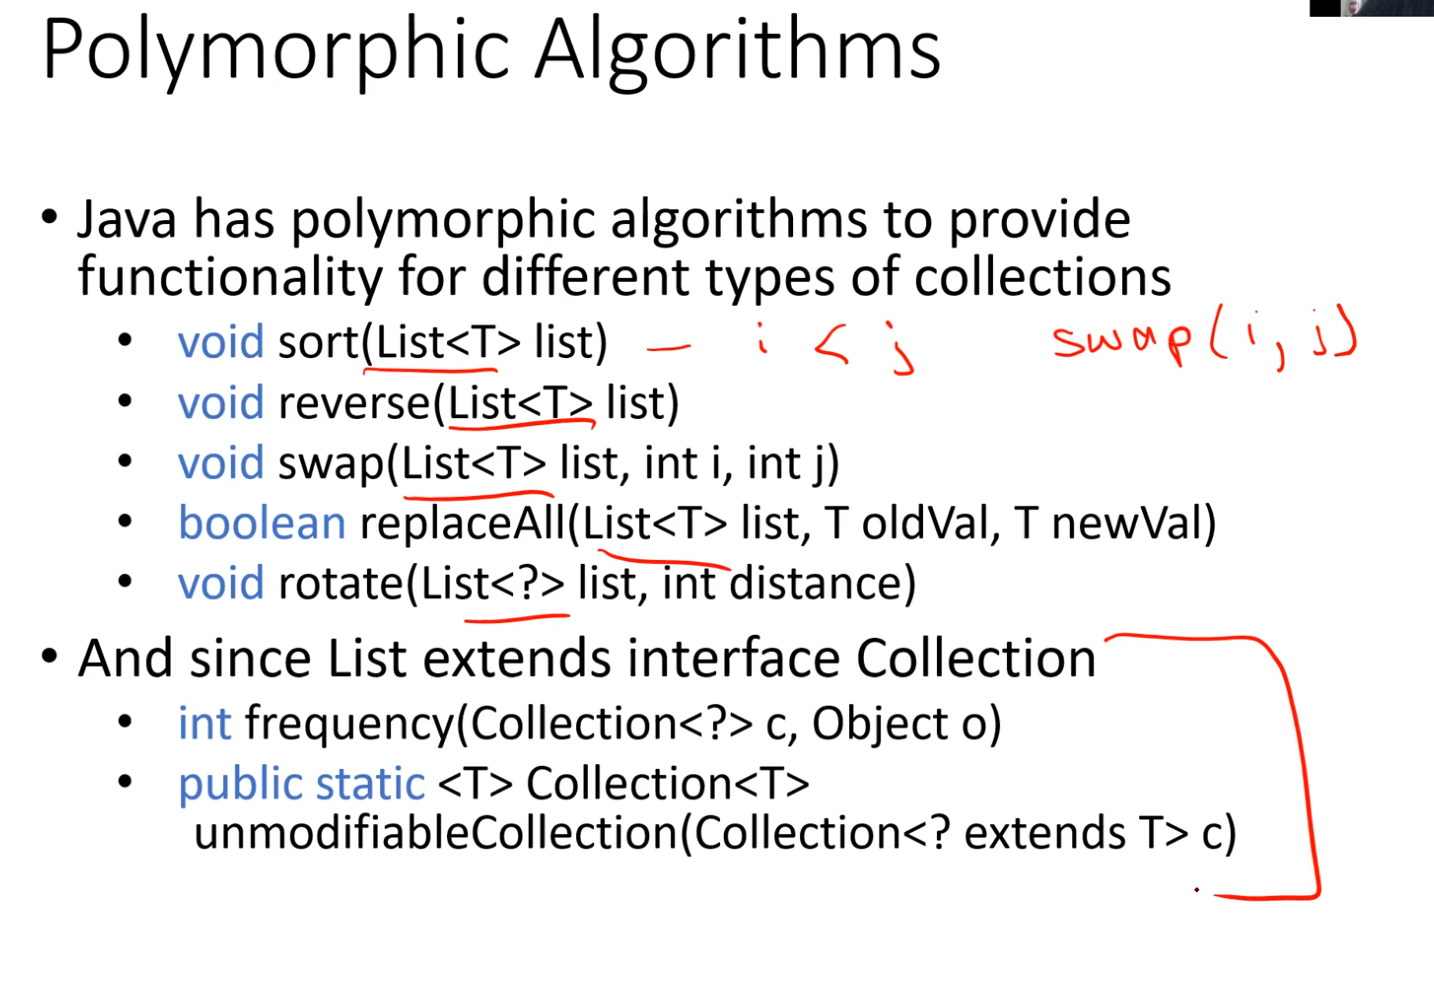 Polymorphic Algorithms
• Java has polymorphic algorithms to provide
functionality for different types of collections
• void sort(List<T> list) — i < j swap(i, j)
• void reverse(List<T> list)
• void swap(List<T> list, int i, int j)
• boolean replaceAll(List<T> list, T oldVal, T newVal)
• void rotate(List<?> list, int distance)
• And since List extends interface Collection
• int frequency(Collection<?> c, Object o)
• public static <T> Collection<T>
unmodifiableCollection(Collection<? extends T> c)